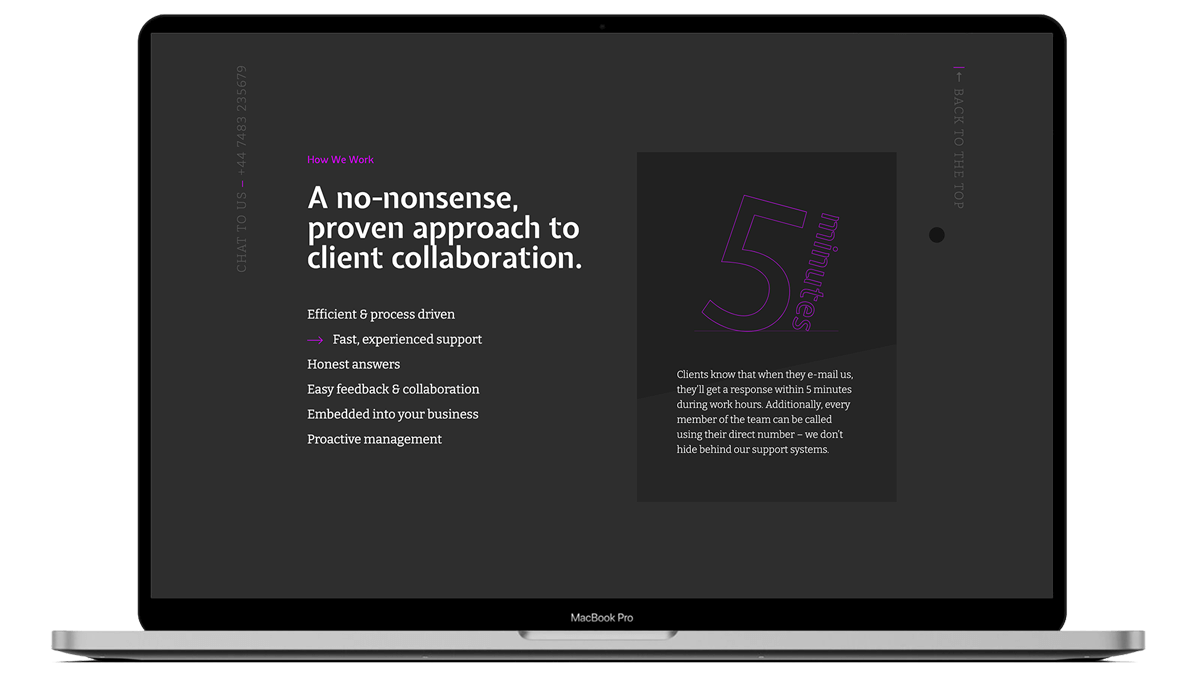 CHAT TO US – +44 7483 235679
|← BACK TO THE TOP
How We Work
A no-nonsense,
proven approach to
client collaboration.
Efficient & process driven
→ Fast, experienced support
Honest answers
Easy feedback & collaboration
Embedded into your business
Proactive management
5 minutes
Clients know that when they e-mail us,
they’ll get a response within 5 minutes
during work hours. Additionally, every
member of the team can be called
using their direct number – we don’t
hide behind our support systems.
MacBook Pro